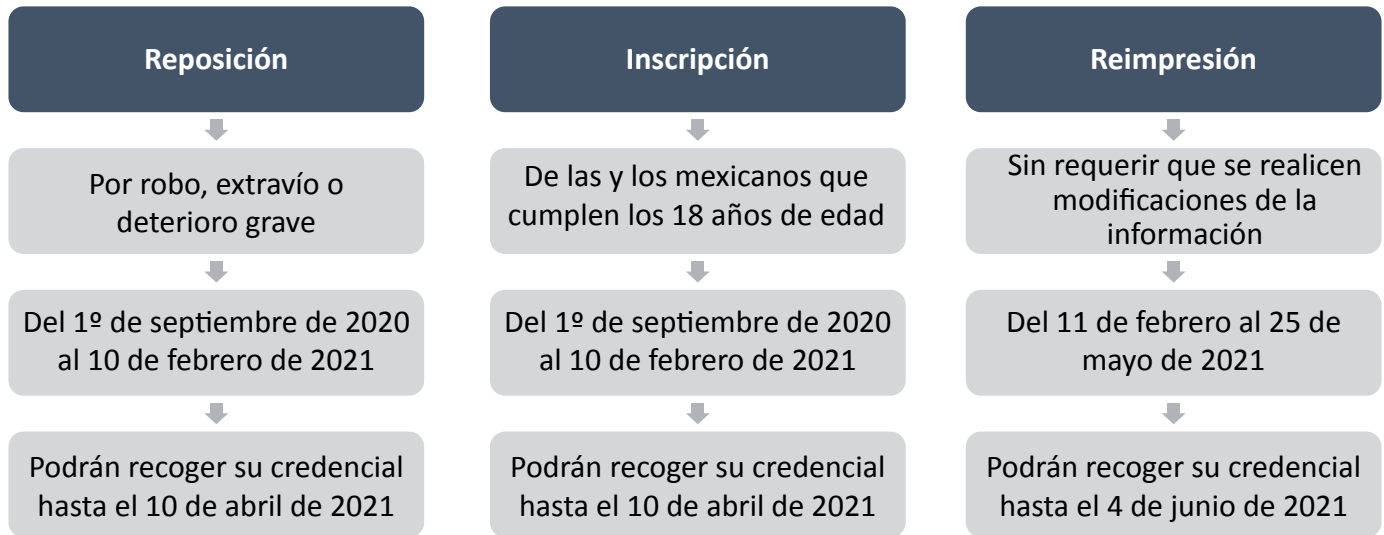 Reposición
Por robo, extravío o
deterioro grave
Del 1º de septiembre de 2020
al 10 de febrero de 2021
Podrán recoger su credencial
hasta el 10 de abril de 2021
Inscripción
De las y los mexicanos que
cumplen los 18 años de edad
Del 1º de septiembre de 2020
al 10 de febrero de 2021
Podrán recoger su credencial
hasta el 10 de abril de 2021
Reimpresión
Sin requerir que se realicen
modificaciones de la
información
Del 11 de febrero al 25 de
mayo de 2021
Podrán recoger su credencial
hasta el 4 de junio de 2021